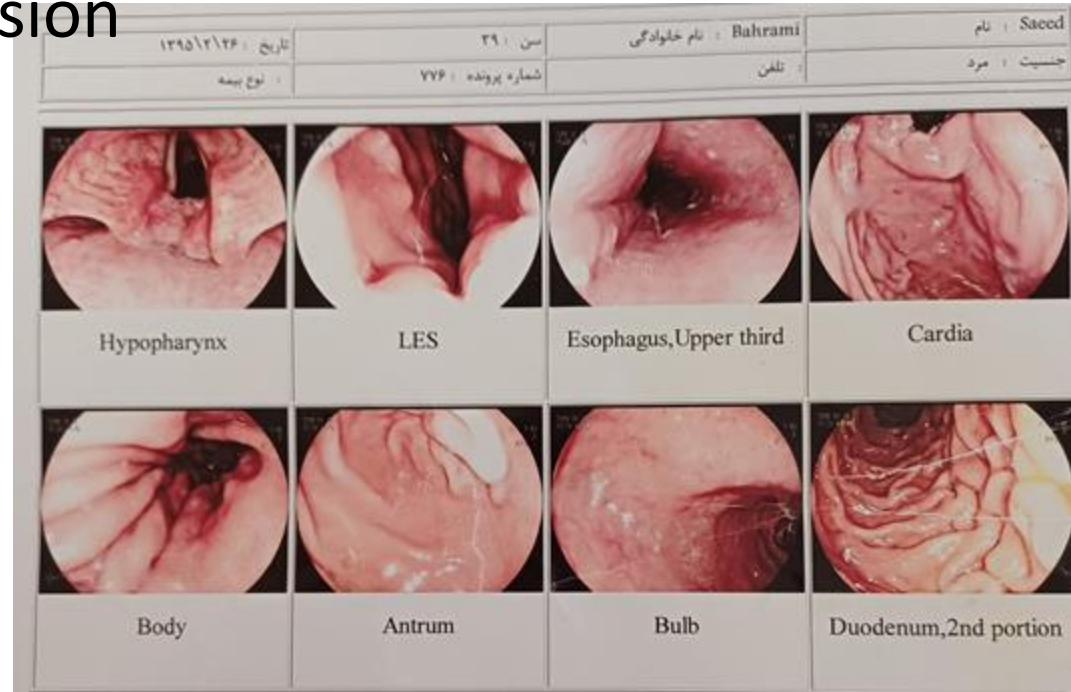 sion
Saeed : نام
Bahrami : نام خانوادگی
سن : ۳۹
تاریخ : ۱۳۹۵/۲/۲۶
جنسیت : مرد
تلفن :
شماره پرونده : ۷۷۶
نوع بیمه :
Hypopharynx
LES
Esophagus,Upper third
Cardia
Body
Antrum
Bulb
Duodenum,2nd portion